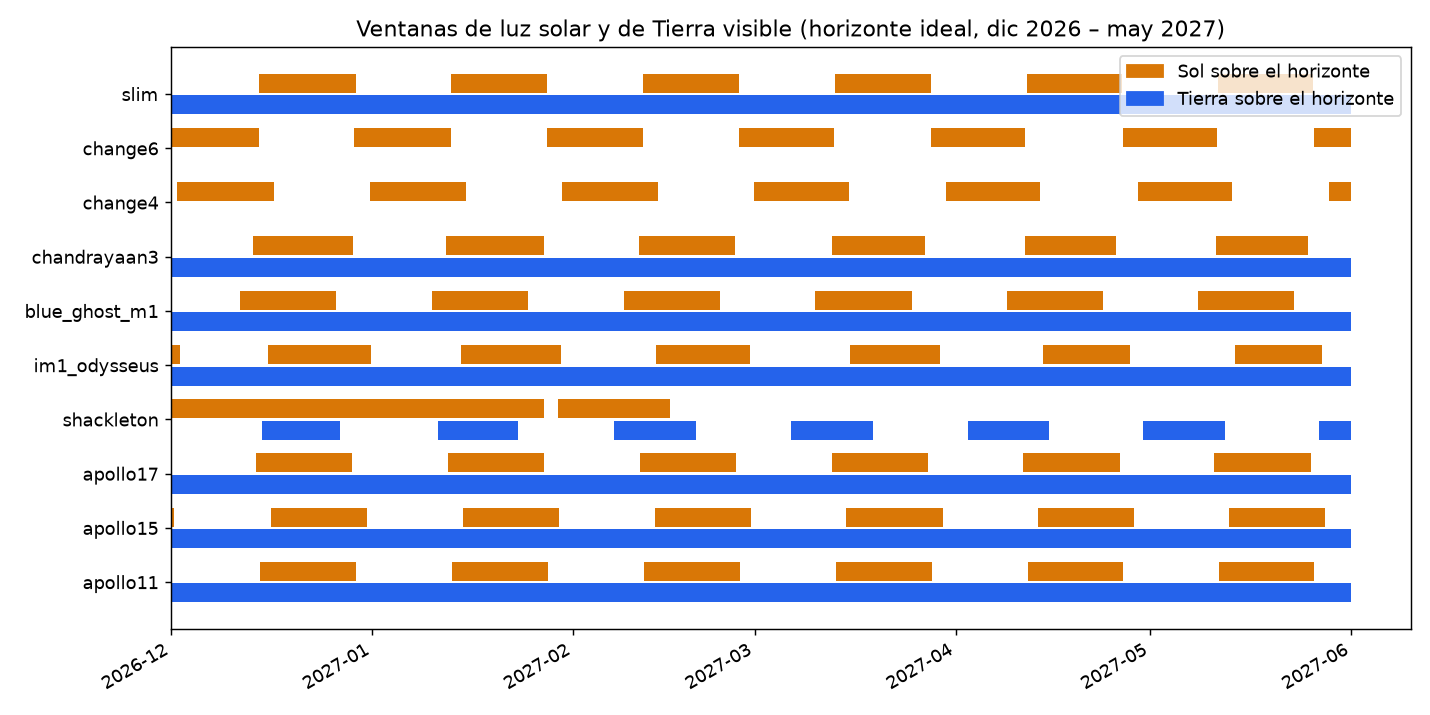 Ventanas de luz solar y de Tierra visible (horizonte ideal, dic 2026 – may 2027)
Sol sobre el horizonte
Tierra sobre el horizonte
slim
change6
change4
chandrayaan3
blue_ghost_m1
im1_odysseus
shackleton
apollo17
apollo15
apollo11
2026-12
2027-01
2027-02
2027-03
2027-04
2027-05
2027-06